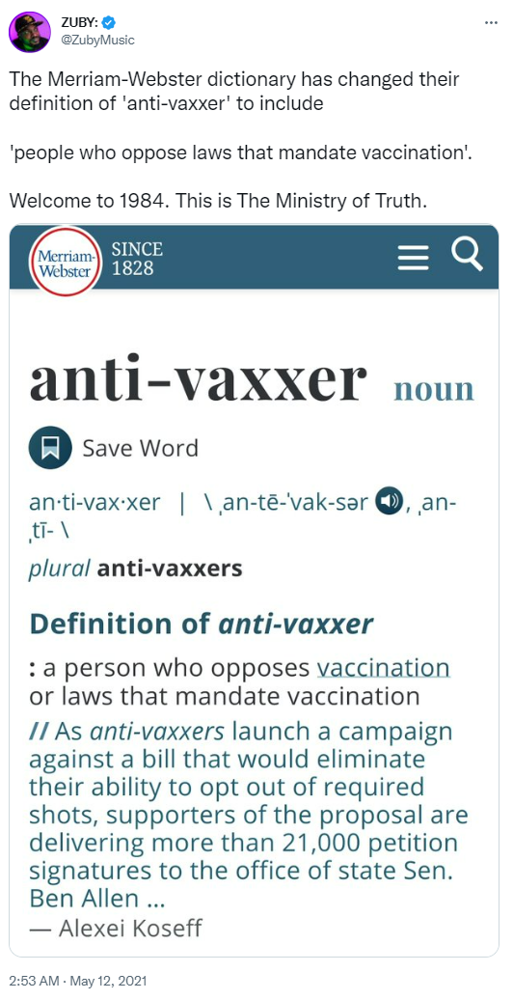 ZUBY:
@ZubyMusic
The Merriam-Webster dictionary has changed their
definition of 'anti-vaxxer' to include
'people who oppose laws that mandate vaccination'.
Welcome to 1984. This is The Ministry of Truth.
Merriam-
Webster
SINCE
1828
anti-vaxxer noun
Save Word
an·ti-vax·xer | \ ˌan-tē-ˈvak-sər , ˌan-
ˌtī- \
plural anti-vaxxers
Definition of anti-vaxxer
: a person who opposes vaccination
or laws that mandate vaccination
// As anti-vaxxers launch a campaign
against a bill that would eliminate
their ability to opt out of required
shots, supporters of the proposal are
delivering more than 21,000 petition
signatures to the office of state Sen.
Ben Allen ...
— Alexei Koseff
2:53 AM · May 12, 2021